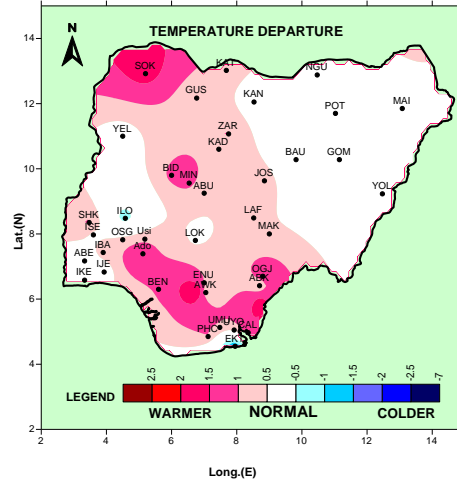 TEMPERATURE DEPARTURE
N
14
12
10
8
6
4
2
Lat.(N)
SOK
KAT
NGU
GUS
KAN
MAI
POT
YEL
ZAR
KAD
BAU
GOM
BID
MIN
JOS
ABU
YOL
SHK
ILO
LAF
ISE
OSG
Usi
LOK
MAK
IBA
Ado
ABE
IJE
IKE
BEN
ENU
AWK
OGJ
ABK
UMU
UYO
CAL
PHC
EKT
2.5
2
1.5
1
0.5
0.5
-1
-1.5
-2
-2.5
-7
LEGEND
WARMER
NORMAL
COLDER
2
4
6
8
10
12
14
Long.(E)